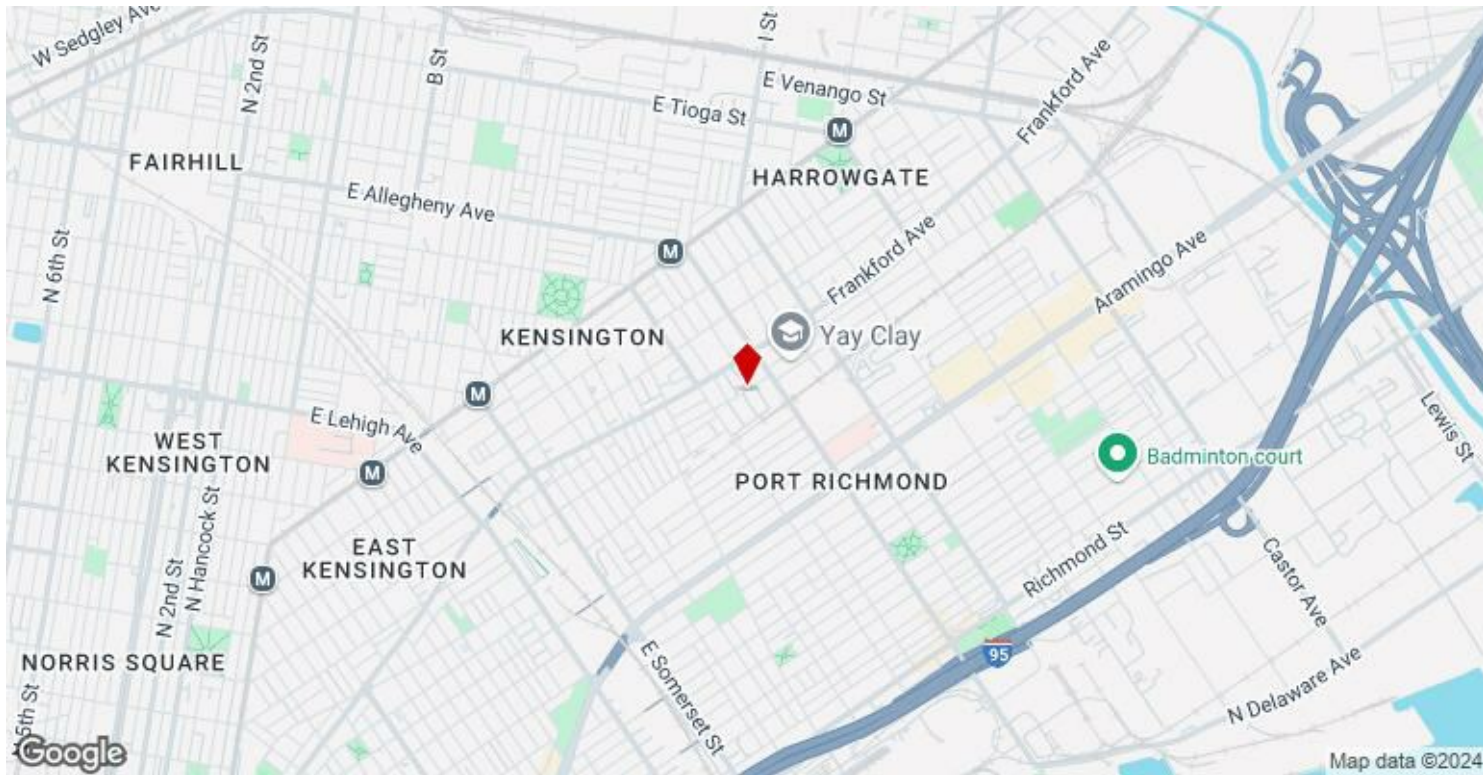 W Sedgley Ave
N 2nd St
B St
I St
E Venango St
E Tioga St
M
Frankford Ave
FAIRHILL
HARROWGATE
E Allegheny Ave
N 6th St
M
Frankford Ave
Aramingo Ave
KENSINGTON
Yay Clay
M
E Lehigh Ave
Lewis St
WEST
KENSINGTON
M
PORT RICHMOND
Badminton court
N Hancock St
EAST
KENSINGTON
M
Richmond St
Castor Ave
N 2nd St
NORRIS SQUARE
E Somerset St
95
N Delaware Ave
N 5th St
Google
Map data ©2024